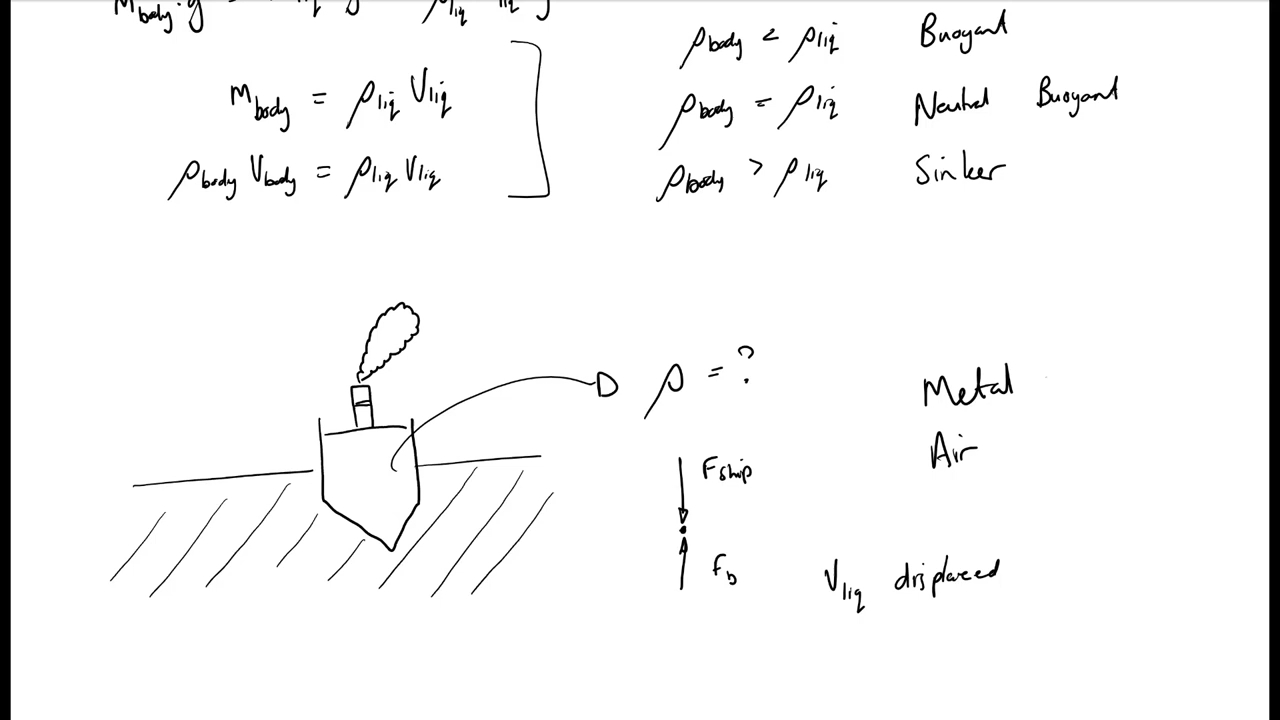 m_body = ρ_liq V_liq
ρ_body V_body = ρ_liq V_liq
ρ_body < ρ_liq Buoyant
ρ_body = ρ_liq Neutral Buoyant
ρ_body > ρ_liq Sinker
ρ = ?
Metal
Air
F_ship
F_b
V_liq displaced